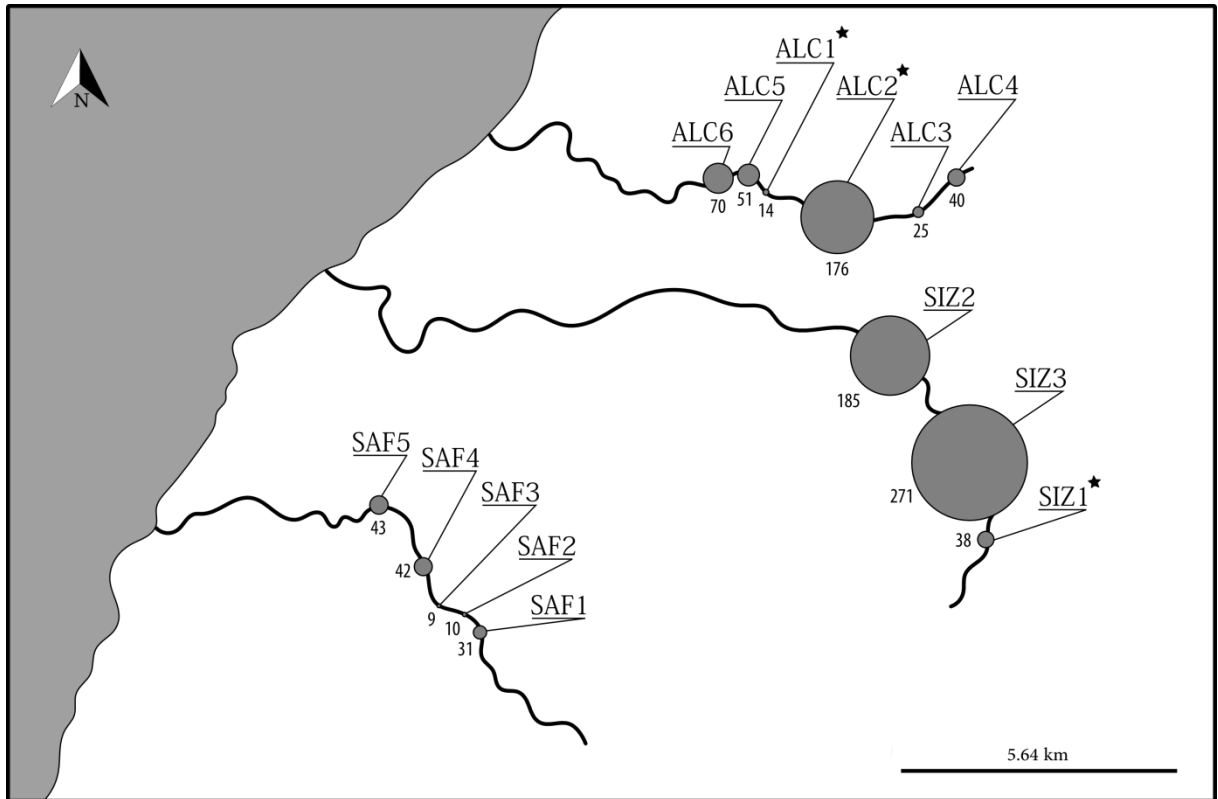 N
ALC1★
ALC2★
ALC5
ALC4
ALC6
ALC3
70
51
14
176
25
40
SIZ2
185
SIZ3
271
SIZ1★
38
SAF5
SAF4
SAF3
SAF2
SAF1
43
42
9
10
31
5.64 km